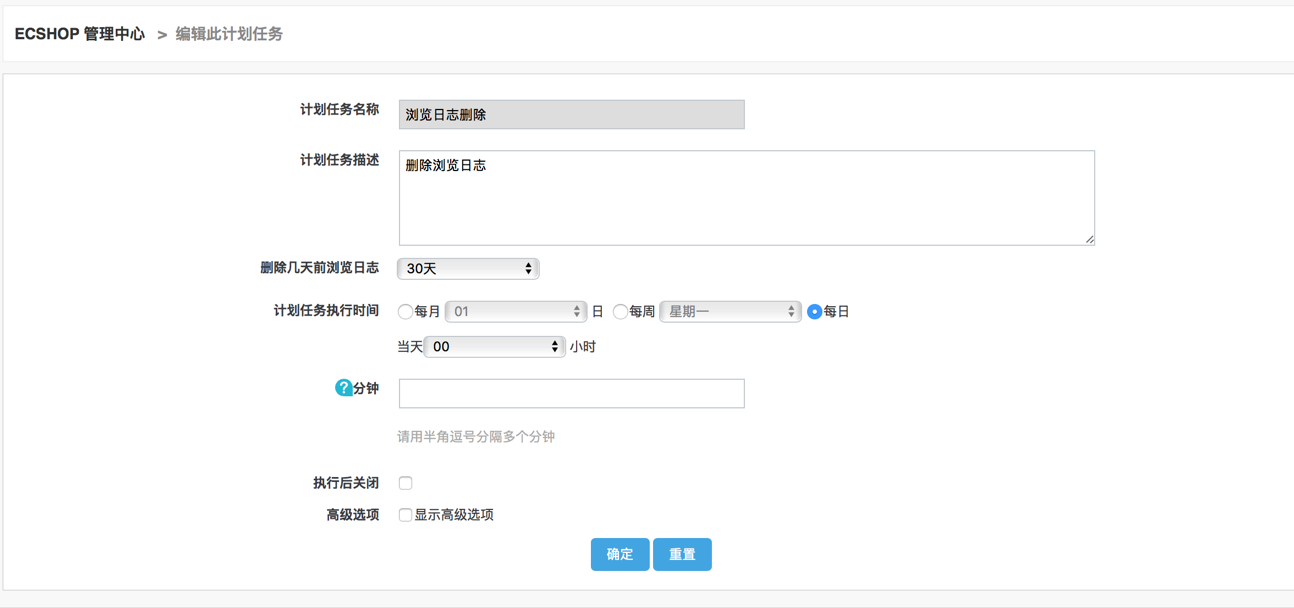 ECSHOP 管理中心 > 编辑此计划任务
计划任务名称 浏览日志删除
计划任务描述 删除浏览日志
删除几天前浏览日志 30天
计划任务执行时间 每月 01 日 每周 星期一 每日
当天 00 小时
?分钟
请用半角逗号分隔多个分钟
执行后关闭
高级选项 显示高级选项
确定 重置